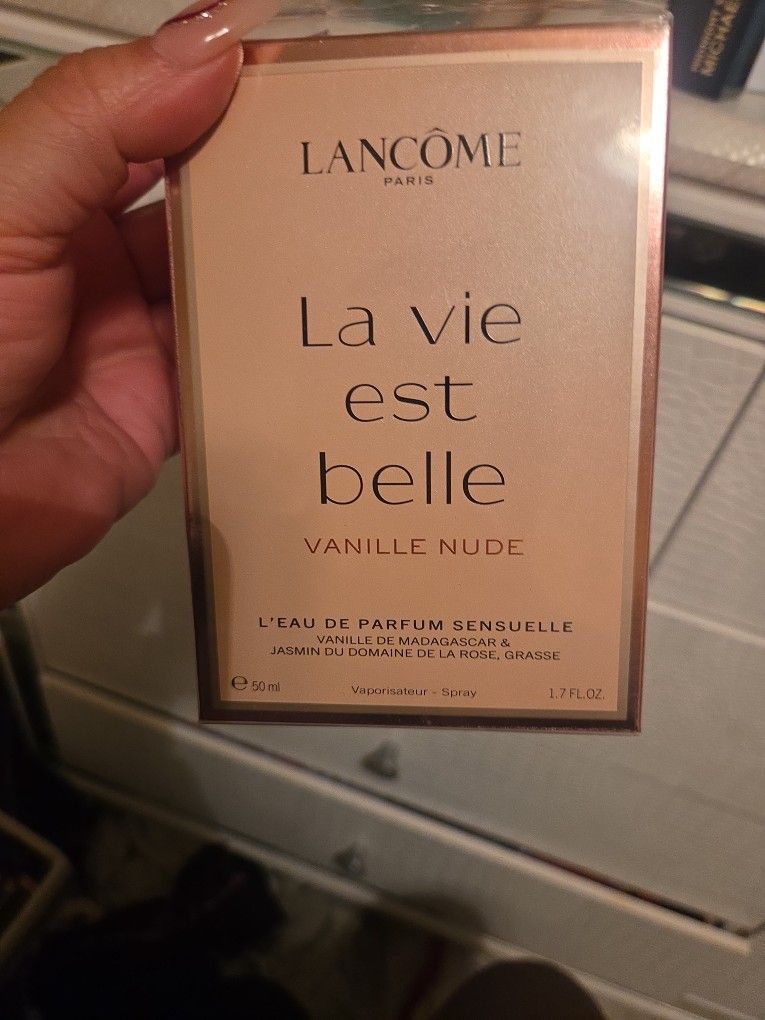 LANCÔME
PARIS
La vie
est
belle
VANILLE NUDE
L'EAU DE PARFUM SENSUELLE
VANILLE DE MADAGASCAR &
JASMIN DU DOMAINE DE LA ROSE, GRASSE
℮ 50 ml Vaporisateur - Spray 1.7 FL.OZ.